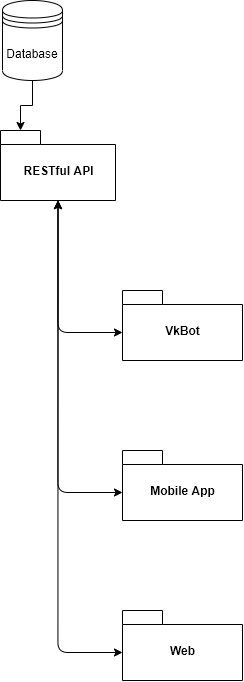 Database
RESTful API
VkBot
Mobile App
Web